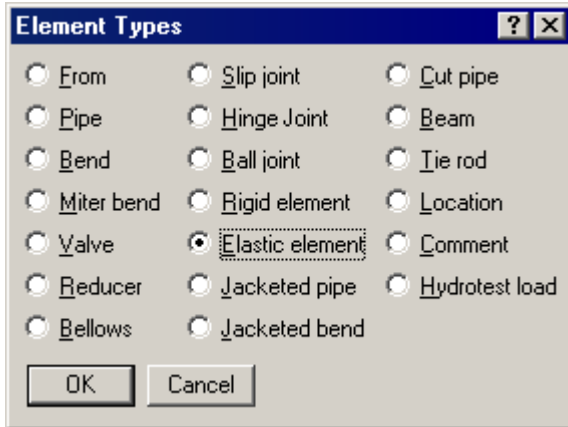 Element Types
From
Slip joint
Cut pipe
Pipe
Hinge Joint
Beam
Bend
Ball joint
Tie rod
Miter bend
Rigid element
Location
Valve
Elastic element
Comment
Reducer
Jacketed pipe
Hydrotest load
Bellows
Jacketed bend
OK
Cancel